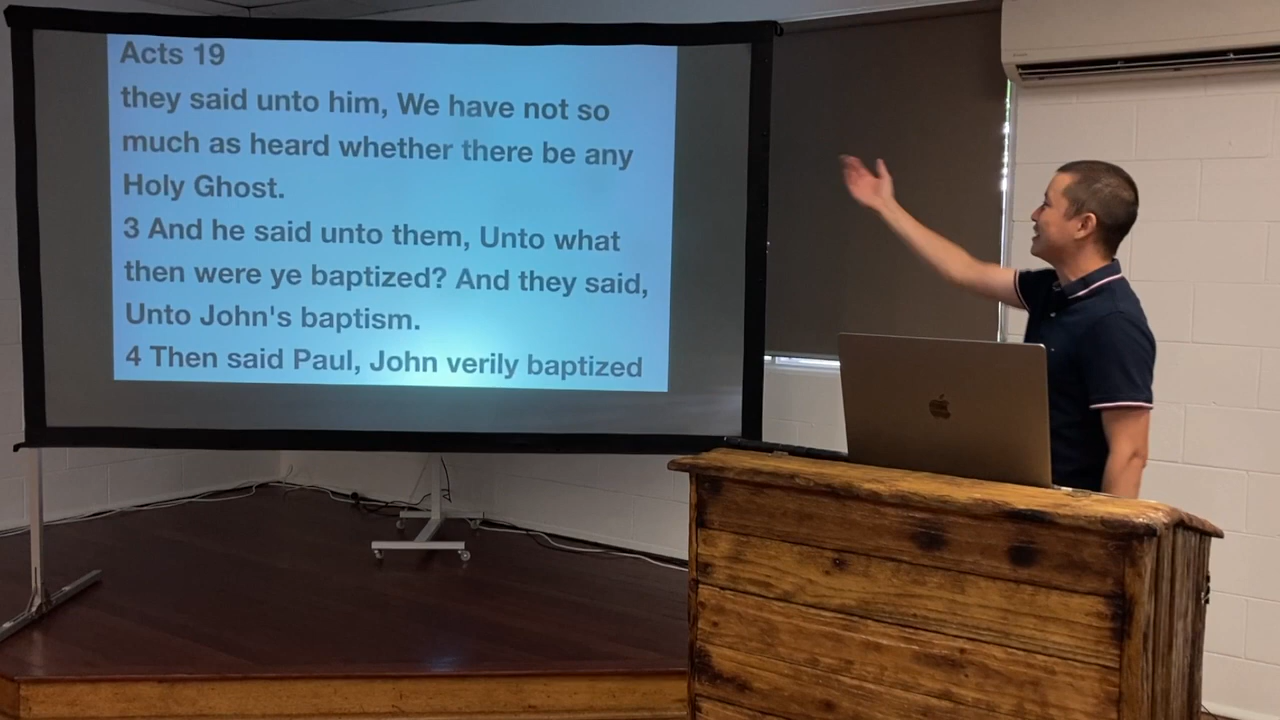 Acts 19
they said unto him, We have not so
much as heard whether there be any
Holy Ghost.
3 And he said unto them, Unto what
then were ye baptized? And they said,
Unto John's baptism.
4 Then said Paul, John verily baptized